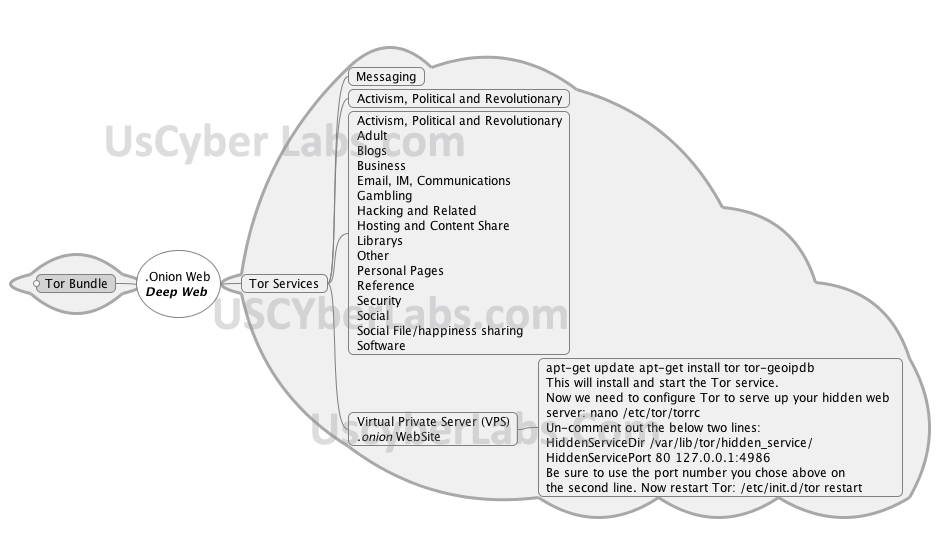 Messaging
Activism, Political and Revolutionary
Activism, Political and Revolutionary
Adult
Blogs
Business
Email, IM, Communications
Gambling
Hacking and Related
Hosting and Content Share
Librarys
Other
Personal Pages
Reference
Security
Social
Social File/happiness sharing
Software
UsCyber Labs.com
Tor Bundle
.Onion Web
Deep Web
Tor Services
USCYberLabs.com
Virtual Private Server (VPS)
.onion WebSite
UsCyberLabs.Com
apt-get update apt-get install tor tor-geoipdb
This will install and start the Tor service.
Now we need to configure Tor to serve up your hidden web
server: nano /etc/tor/torrc
Un-comment out the below two lines:
HiddenServiceDir /var/lib/tor/hidden_service/
HiddenServicePort 80 127.0.0.1:4986
Be sure to use the port number you chose above on
the second line. Now restart Tor: /etc/init.d/tor restart